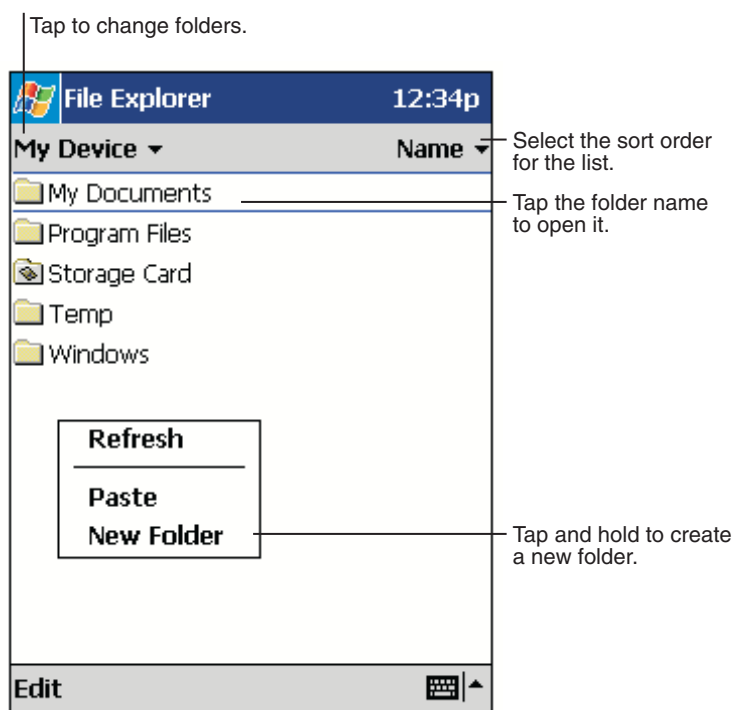 Tap to change folders.
File Explorer 12:34p
My Device Name
Select the sort order
for the list.
My Documents
Tap the folder name
to open it.
Program Files
Storage Card
Temp
Windows
Refresh
Paste
New Folder
Tap and hold to create
a new folder.
Edit